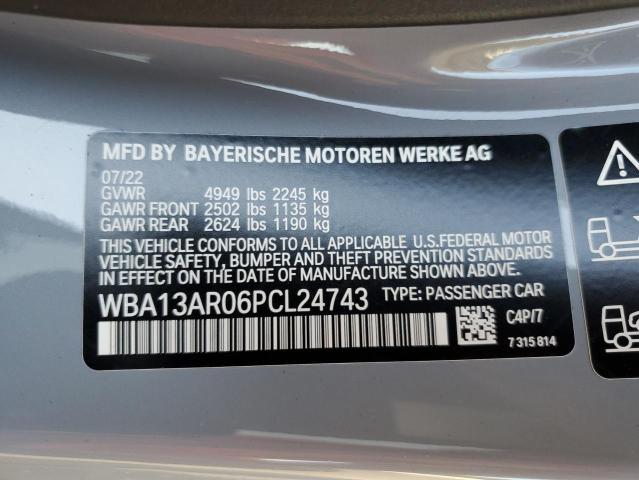 MFD BY BAYERISCHE MOTOREN WERKE AG
07/22
GVWR 4949 lbs 2245 kg
GAWR FRONT 2502 lbs 1135 kg
GAWR REAR 2624 lbs 1190 kg
THIS VEHICLE CONFORMS TO ALL APPLICABLE U.S.FEDERAL MOTOR
VEHICLE SAFETY, BUMPER AND THEFT PREVENTION STANDARDS
IN EFFECT ON THE DATE OF MANUFACTURE SHOWN ABOVE.
WBA13AR06PCL24743 TYPE: PASSENGER CAR
C4P/7
7 315 814